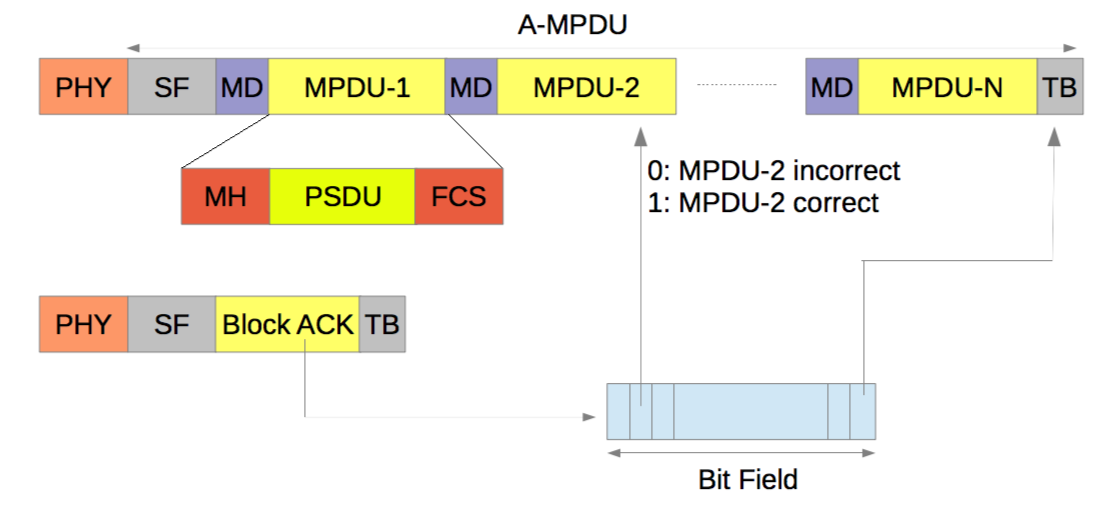 A-MPDU
PHY SF MD MPDU-1 MD MPDU-2 MD MPDU-N TB
0: MPDU-2 incorrect
1: MPDU-2 correct
MH PSDU FCS
PHY SF Block ACK TB
Bit Field